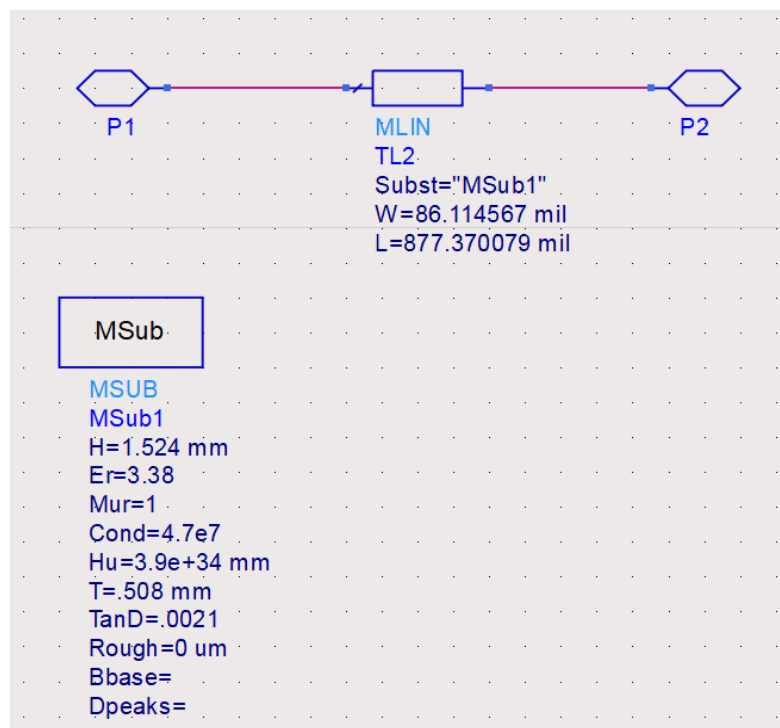 P1
MLIN
P2
TL2
Subst="MSub1"
W=86.114567 mil
L=877.370079 mil
MSub
MSUB
MSub1
H=1.524 mm
Er=3.38
Mur=1
Cond=4.7e7
Hu=3.9e+34 mm
T=.508 mm
TanD=.0021
Rough=0 um
Bbase=
Dpeaks=